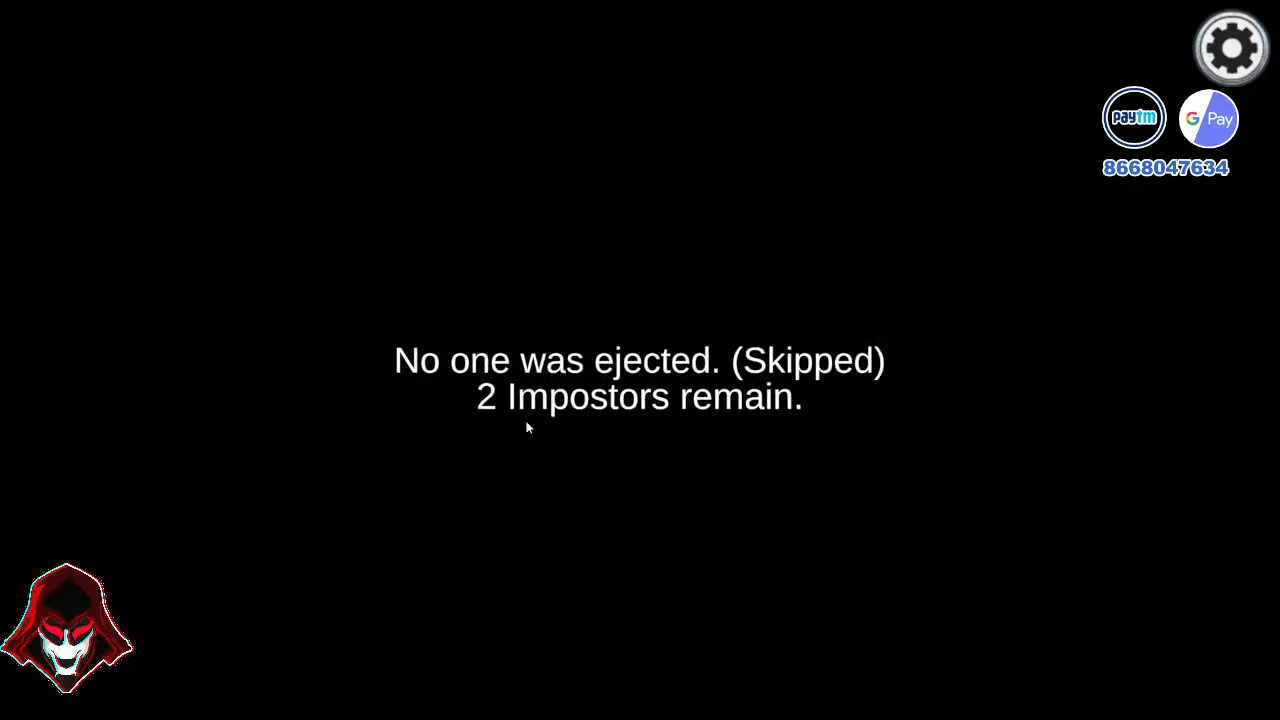 paytm G Pay
8668047634
No one was ejected. (Skipped)
2 Impostors remain.